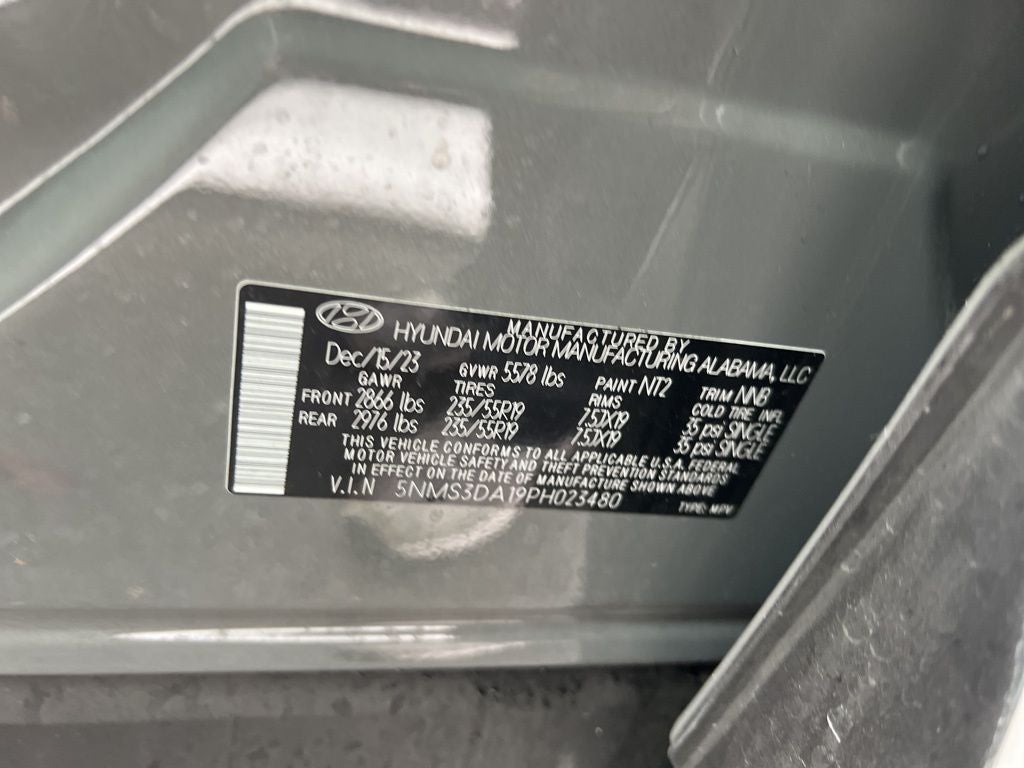 MANUFACTURED BY
HYUNDAI MOTOR MANUFACTURING ALABAMA, LLC
Dec/15/23 GVWR 5578 lbs PAINT NT2 TRIM NNB
GAWR TIRES RIMS COLD TIRE INFL
FRONT 2866 lbs 235/55R19 7.5JX19 35 psi SINGLE
REAR 2976 lbs 235/55R19 7.5JX19 35 psi SINGLE
THIS VEHICLE CONFORMS TO ALL APPLICABLE U.S.A. FEDERAL
MOTOR VEHICLE SAFETY AND THEFT PREVENTION STANDARDS
IN EFFECT ON THE DATE OF MANUFACTURE SHOWN ABOVE
V.I.N 5NMS3DA19PH023480 TYPE: MPV